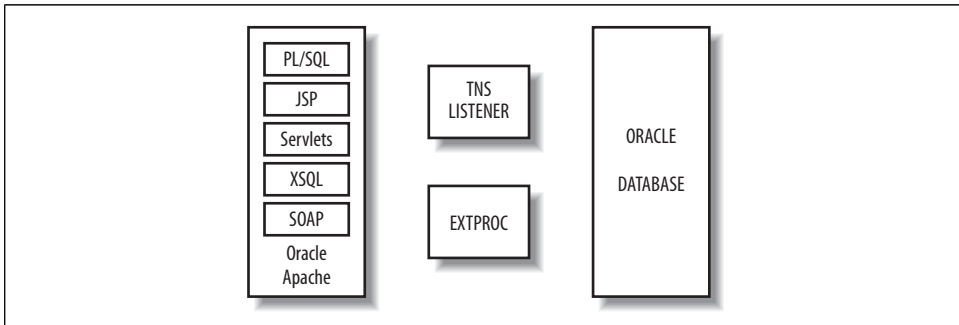 PL/SQL
JSP
Servlets
XSQL
SOAP
Oracle
Apache
TNS
LISTENER
EXTPROC
ORACLE
DATABASE